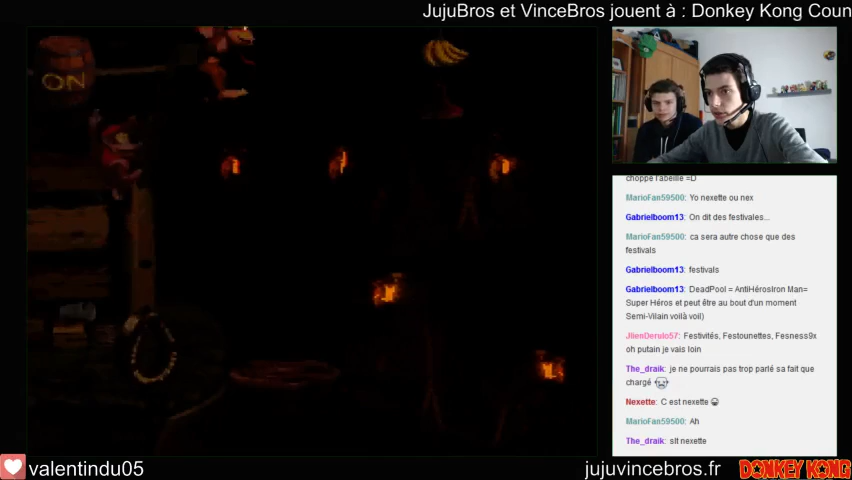 JujuBros et VinceBros jouent à : Donkey Kong Coun
ON
choppe l'abeille =D
MarioFan59500: Yo nexette ou nex
Gabrielboom13: On dit des festivales...
MarioFan59500: ca sera autre chose que des
festivals
Gabrielboom13: festivals
Gabrielboom13: DeadPool = AntiHérosIron Man=
Super Héros et peut être au bout d'un moment
Semi-Vilain voilà voil)
JlienDerulo57: Festivités, Festounettes, Fesness9x
oh putain je vais loin
The_draik: je ne pourrais pas trop parlé sa fait que
chargé
Nexette: C est nexette
MarioFan59500: Ah
The_draik: slt nexette
valentindu05
jujuvincebros.fr
DONKEY KONG